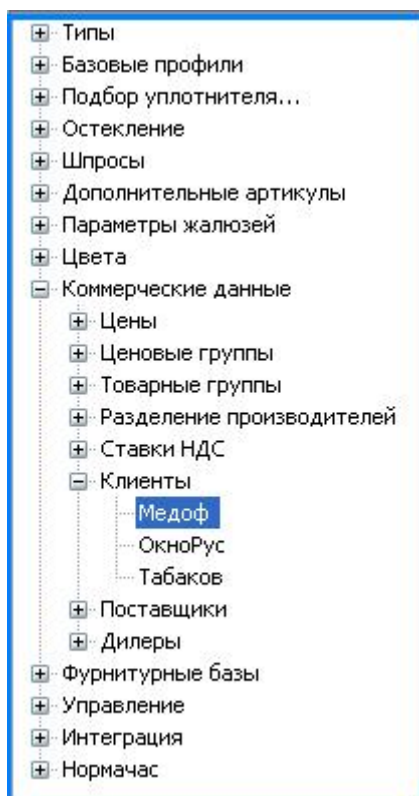 Типы
Базовые профили
Подбор уплотнителя...
Остекление
Шпросы
Дополнительные артикулы
Параметры жалюзей
Цвета
Коммерческие данные
Цены
Ценовые группы
Товарные группы
Разделение производителей
Ставки НДС
Клиенты
Медоф
ОкноРус
Табаков
Поставщики
Дилеры
Фурнитурные базы
Управление
Интеграция
Нормачас